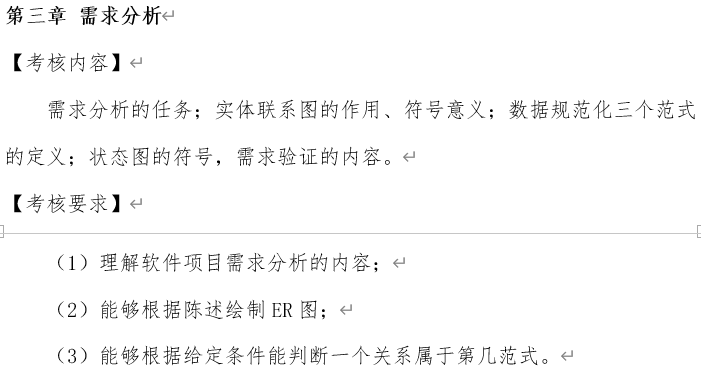 第三章 需求分析↵
【考核内容】↵
需求分析的任务；实体联系图的作用、符号意义；数据规范化三个范式
的定义；状态图的符号，需求验证的内容。↵
【考核要求】↵
（1）理解软件项目需求分析的内容；↵
（2）能够根据陈述绘制 ER 图；↵
（3）能够根据给定条件能判断一个关系属于第几范式。↵